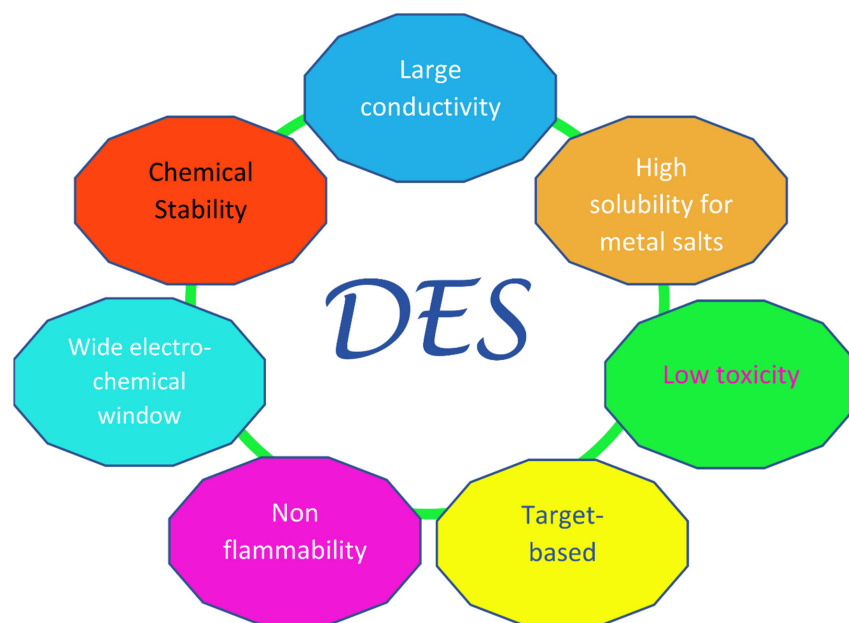 Large
conductivity
High
solubility for
metal salts
Low toxicity
Target-
based
Non
flammability
Wide electro-
chemical
window
Chemical
Stability
DES